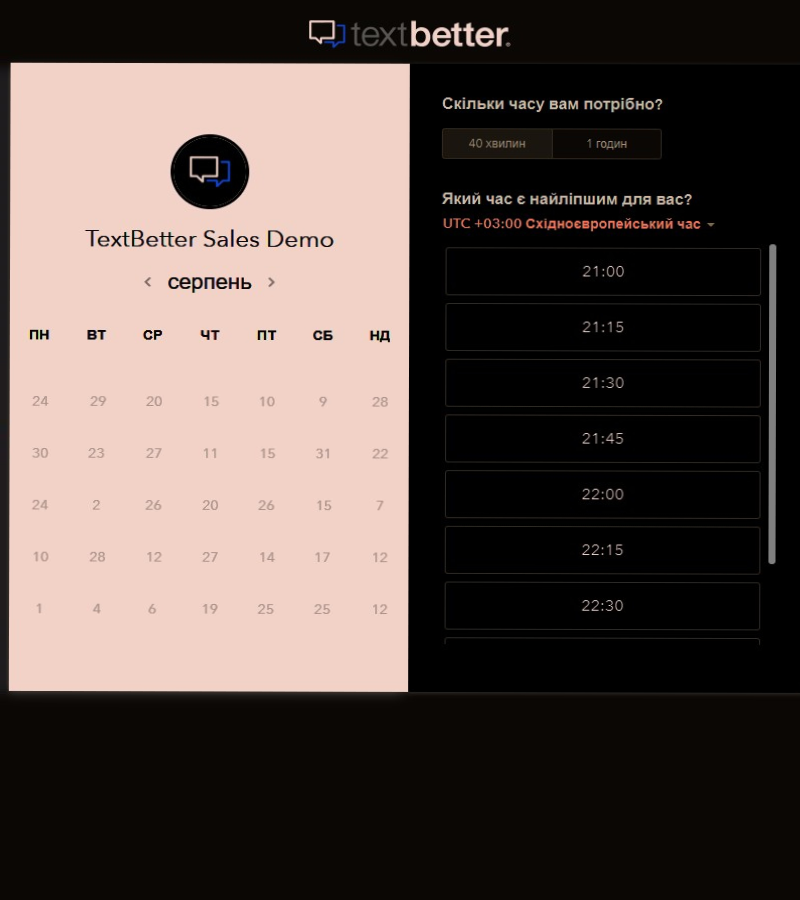 textbetter.
TextBetter Sales Demo
серпень
ПН ВТ СР ЧТ ПТ СБ НД
24 29 20 15 10 9 28
30 23 27 11 15 31 22
24 2 26 20 26 15 7
10 28 12 27 14 17 12
1 4 6 19 25 25 12
Скільки часу вам потрібно?
40 хвилин 1 годин
Який час є найліпшим для вас?
UTC +03:00 Східноєвропейський час
21:00
21:15
21:30
21:45
22:00
22:15
22:30